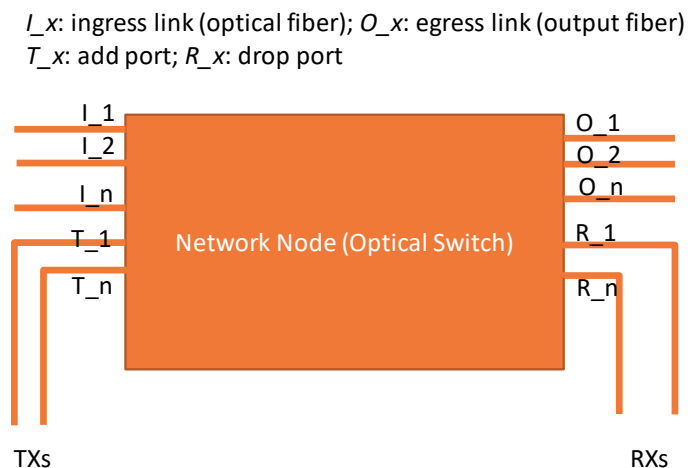 I_x: ingress link (optical fiber); O_x: egress link (output fiber)
T_x: add port; R_x: drop port
I_1
O_1
I_2
O_2
I_n
O_n
T_1
Network Node (Optical Switch)
R_1
T_n
R_n
TXs
RXs